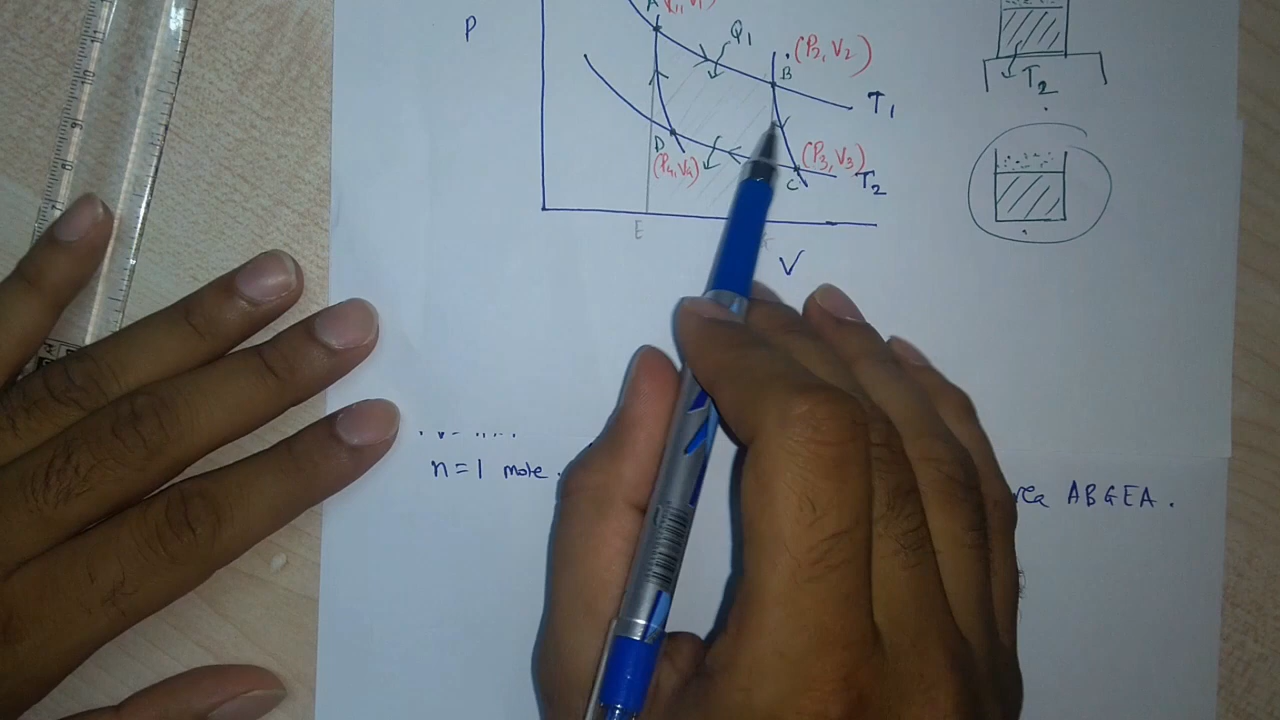 P
A
Q1
(P2, V2)
B
T1
T2
D
(P4, V4)
(P3, V3)
C
T2
E
V
n=1 mole.
ABGEA.